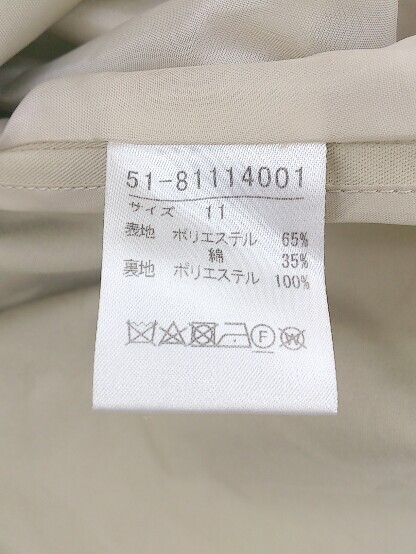 51-81114001
サイズ 11
表地 ポリエステル 65%
綿 35%
裏地 ポリエステル 100%
F
W